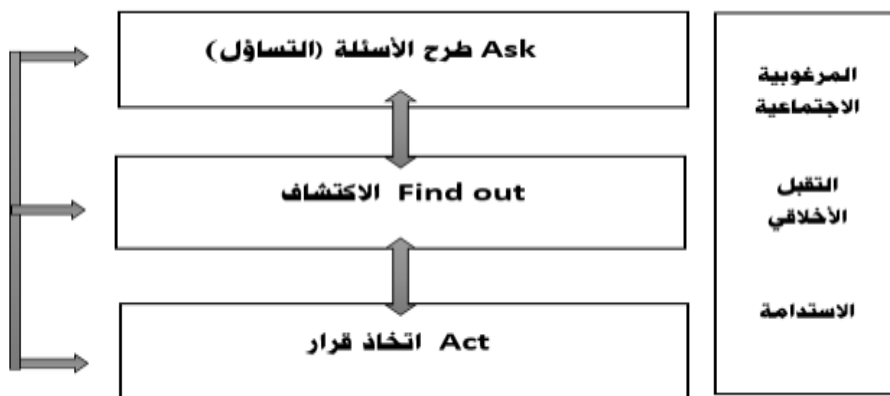 طرح الأسئلة (التساؤل) Ask
الاكتشاف Find out
اتخاذ قرار Act
المرغوبية
الاجتماعية
التقبل
الأخلاقي
الاستدامة